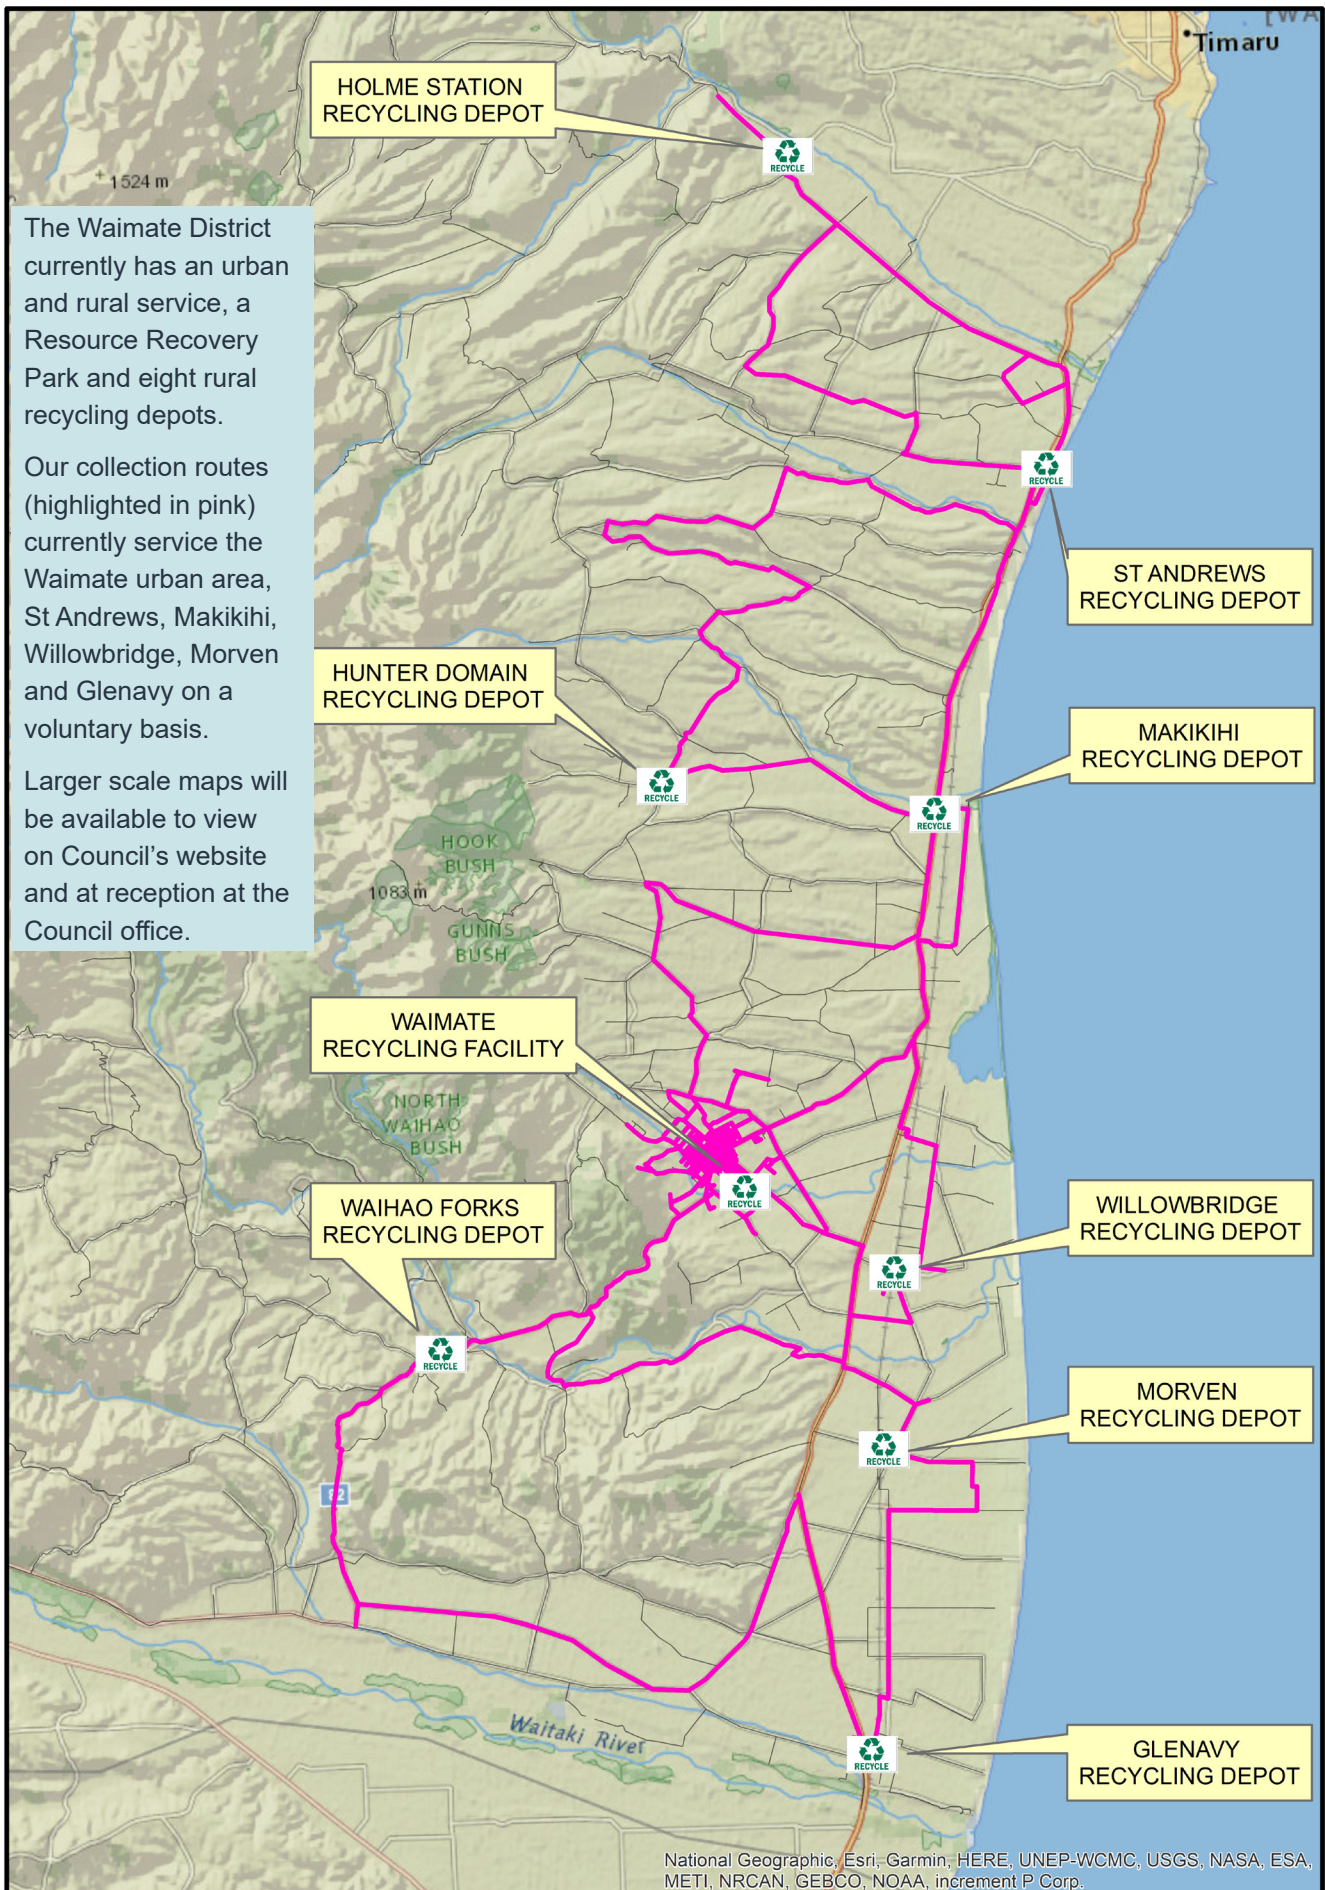 [WA
Timaru
HOLME STATION
RECYCLING DEPOT
RECYCLE
1524 m
The Waimate District
currently has an urban
and rural service, a
Resource Recovery
Park and eight rural
recycling depots.
Our collection routes
(highlighted in pink)
currently service the
Waimate urban area,
St Andrews, Makikihi,
Willowbridge, Morven
and Glenavy on a
voluntary basis.
Larger scale maps will
be available to view
on Council's website
and at reception at the
Council office.
RECYCLE
ST ANDREWS
RECYCLING DEPOT
HUNTER DOMAIN
RECYCLING DEPOT
RECYCLE
MAKIKIHI
RECYCLING DEPOT
RECYCLE
HOOK
BUSH
1083 m
GUNNS
BUSH
WAIMATE
RECYCLING FACILITY
NORTH
WAIHAO
BUSH
RECYCLE
WAIHAO FORKS
RECYCLING DEPOT
WILLOWBRIDGE
RECYCLING DEPOT
RECYCLE
RECYCLE
MORVEN
RECYCLING DEPOT
RECYCLE
82
Waitaki River
RECYCLE
GLENAVY
RECYCLING DEPOT
National Geographic, Esri, Garmin, HERE, UNEP-WCMC, USGS, NASA, ESA,
METI, NRCAN, GEBCO, NOAA, increment P Corp.